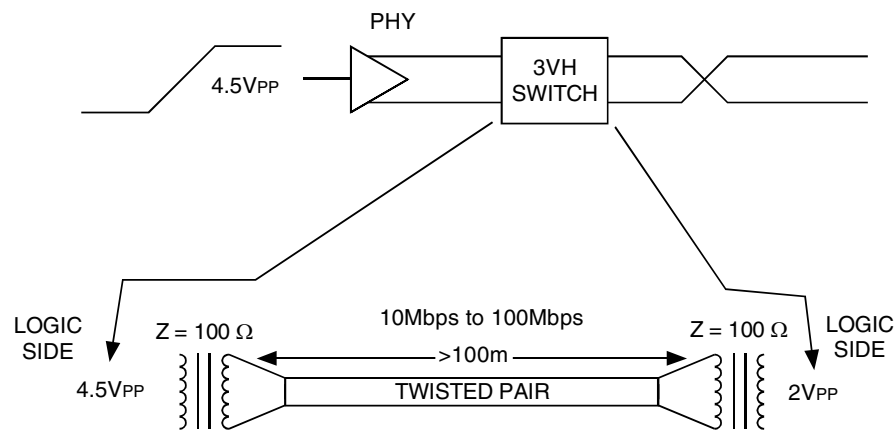 PHY
4.5VPP
3VH
SWITCH
LOGIC
SIDE
Z = 100 Ω
10Mbps to 100Mbps
Z = 100 Ω
LOGIC
SIDE
>100m
4.5VPP
TWISTED PAIR
2VPP